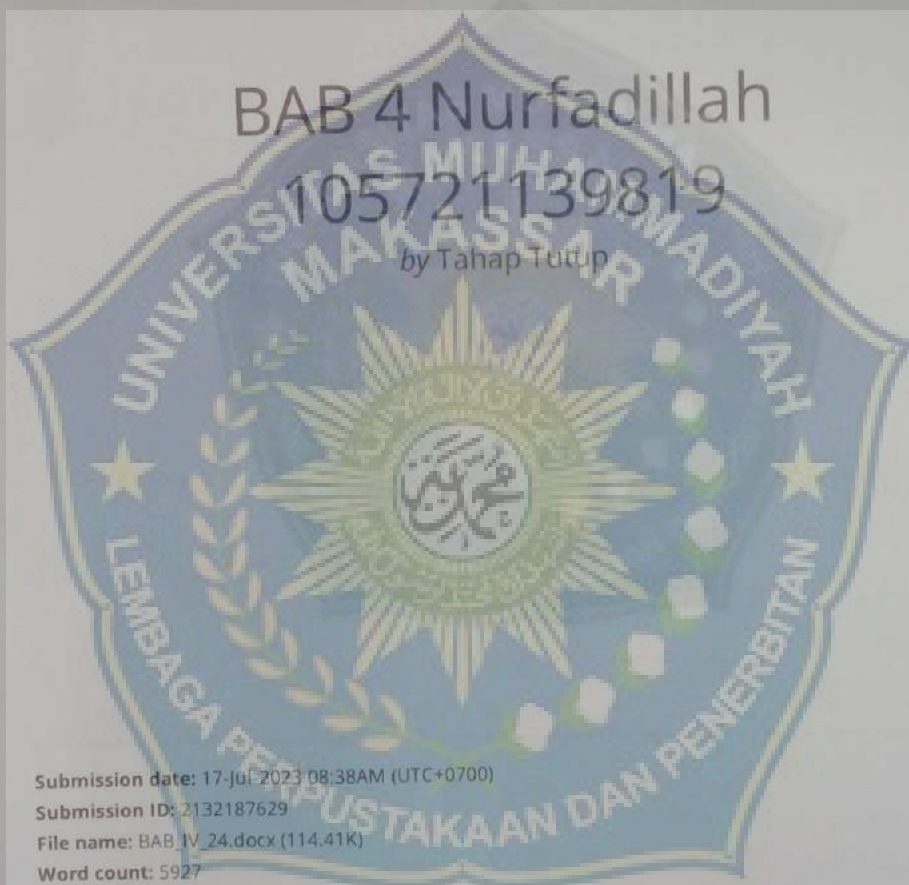 BAB 4 Nurfadillah
105721139819
by Tahap Tutup
UNIVERSITAS MUHAMMADIYAH
MAKASSAR
LEMBAGA PERPUSTAKAAN DAN PENERBITAN
Submission date: 17-Jul-2023 08:38AM (UTC+0700)
Submission ID: 2132187629
File name: BAB_IV_24.docx (114.41K)
Word count: 5927